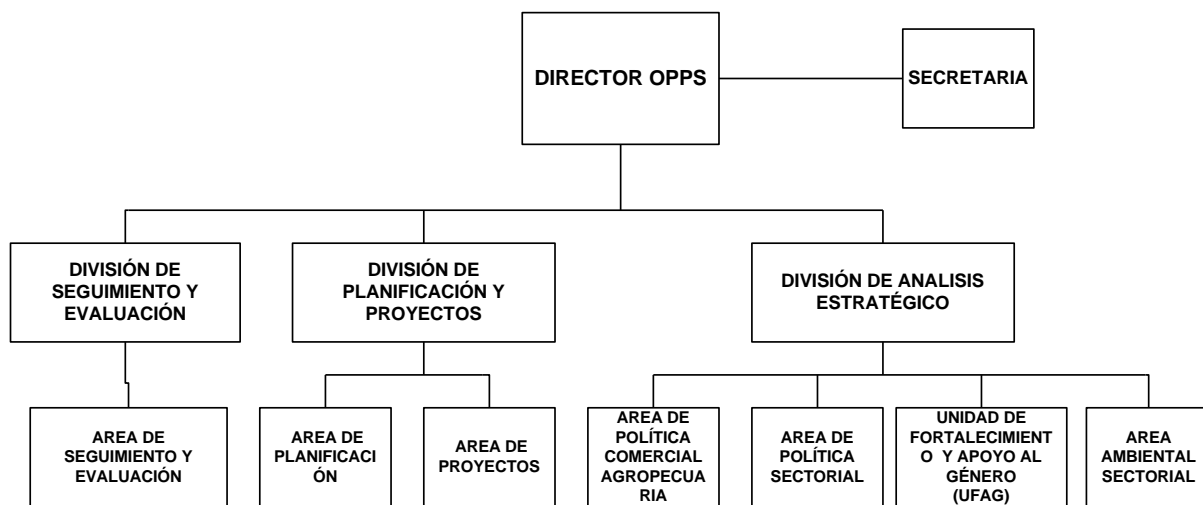 DIRECTOR OPPS
SECRETARIA
DIVISIÓN DE
SEGUIMIENTO Y
EVALUACIÓN
DIVISIÓN DE
PLANIFICACIÓN Y
PROYECTOS
DIVISIÓN DE ANALISIS
ESTRATÉGICO
AREA DE
SEGUIMIENTO Y
EVALUACIÓN
AREA DE
PLANIFICACI
ÓN
AREA DE
PROYECTOS
AREA DE
POLÍTICA
COMERCIAL
AGROPECUA
RIA
AREA DE
POLÍTICA
SECTORIAL
UNIDAD DE
FORTALECIMIENT
O Y APOYO AL
GÉNERO
(UFAG)
AREA
AMBIENTAL
SECTORIAL